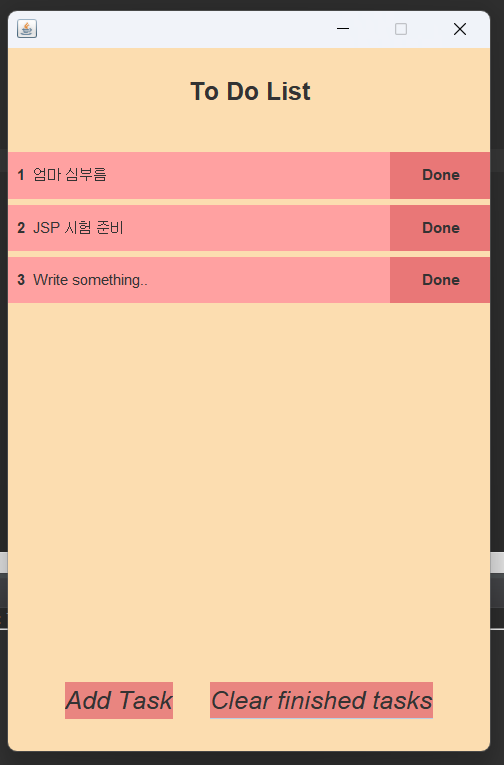 To Do List
1 엄마 심부름 Done
2 JSP 시험 준비 Done
3 Write something.. Done
Add Task Clear finished tasks